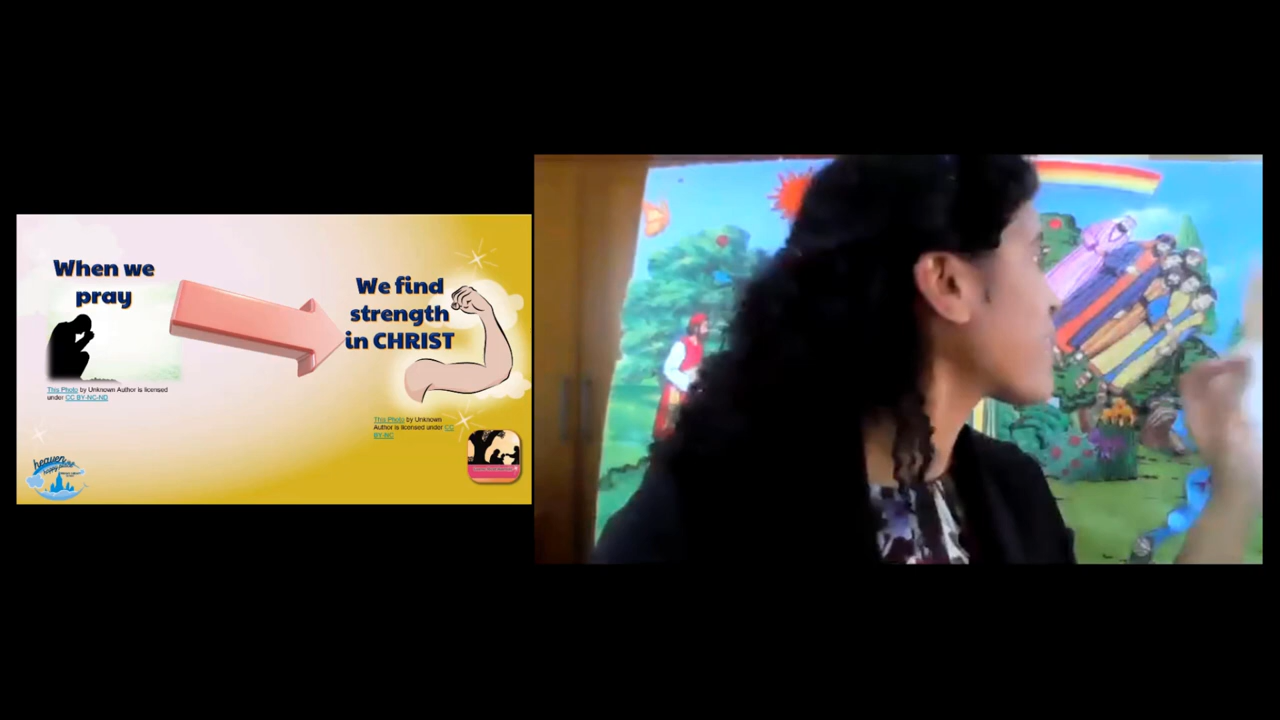 When we
pray
This Photo by Unknown Author is licensed
under CC BY-NC-ND
We find
strength
in CHRIST
This Photo by Unknown
Author is licensed under CC
BY-NC
heaven